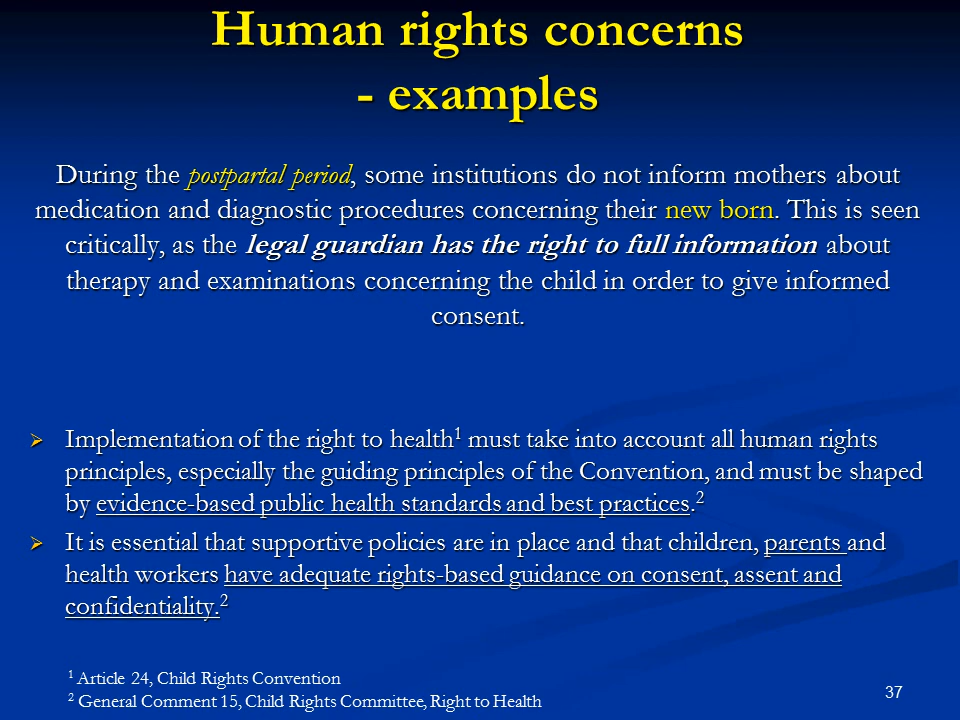 Human rights concerns
- examples
During the postpartal period, some institutions do not inform mothers about
medication and diagnostic procedures concerning their new born. This is seen
critically, as the legal guardian has the right to full information about
therapy and examinations concerning the child in order to give informed
consent.
➢ Implementation of the right to health¹ must take into account all human rights
principles, especially the guiding principles of the Convention, and must be shaped
by evidence-based public health standards and best practices.²
➢ It is essential that supportive policies are in place and that children, parents and
health workers have adequate rights-based guidance on consent, assent and
confidentiality.²
¹ Article 24, Child Rights Convention
² General Comment 15, Child Rights Committee, Right to Health
37